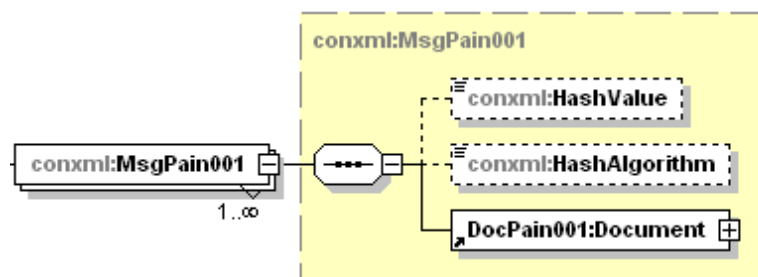 conxml:MsgPain001
conxml:HashValue
conxml:MsgPain001
conxml:HashAlgorithm
1..∞
DocPain001:Document